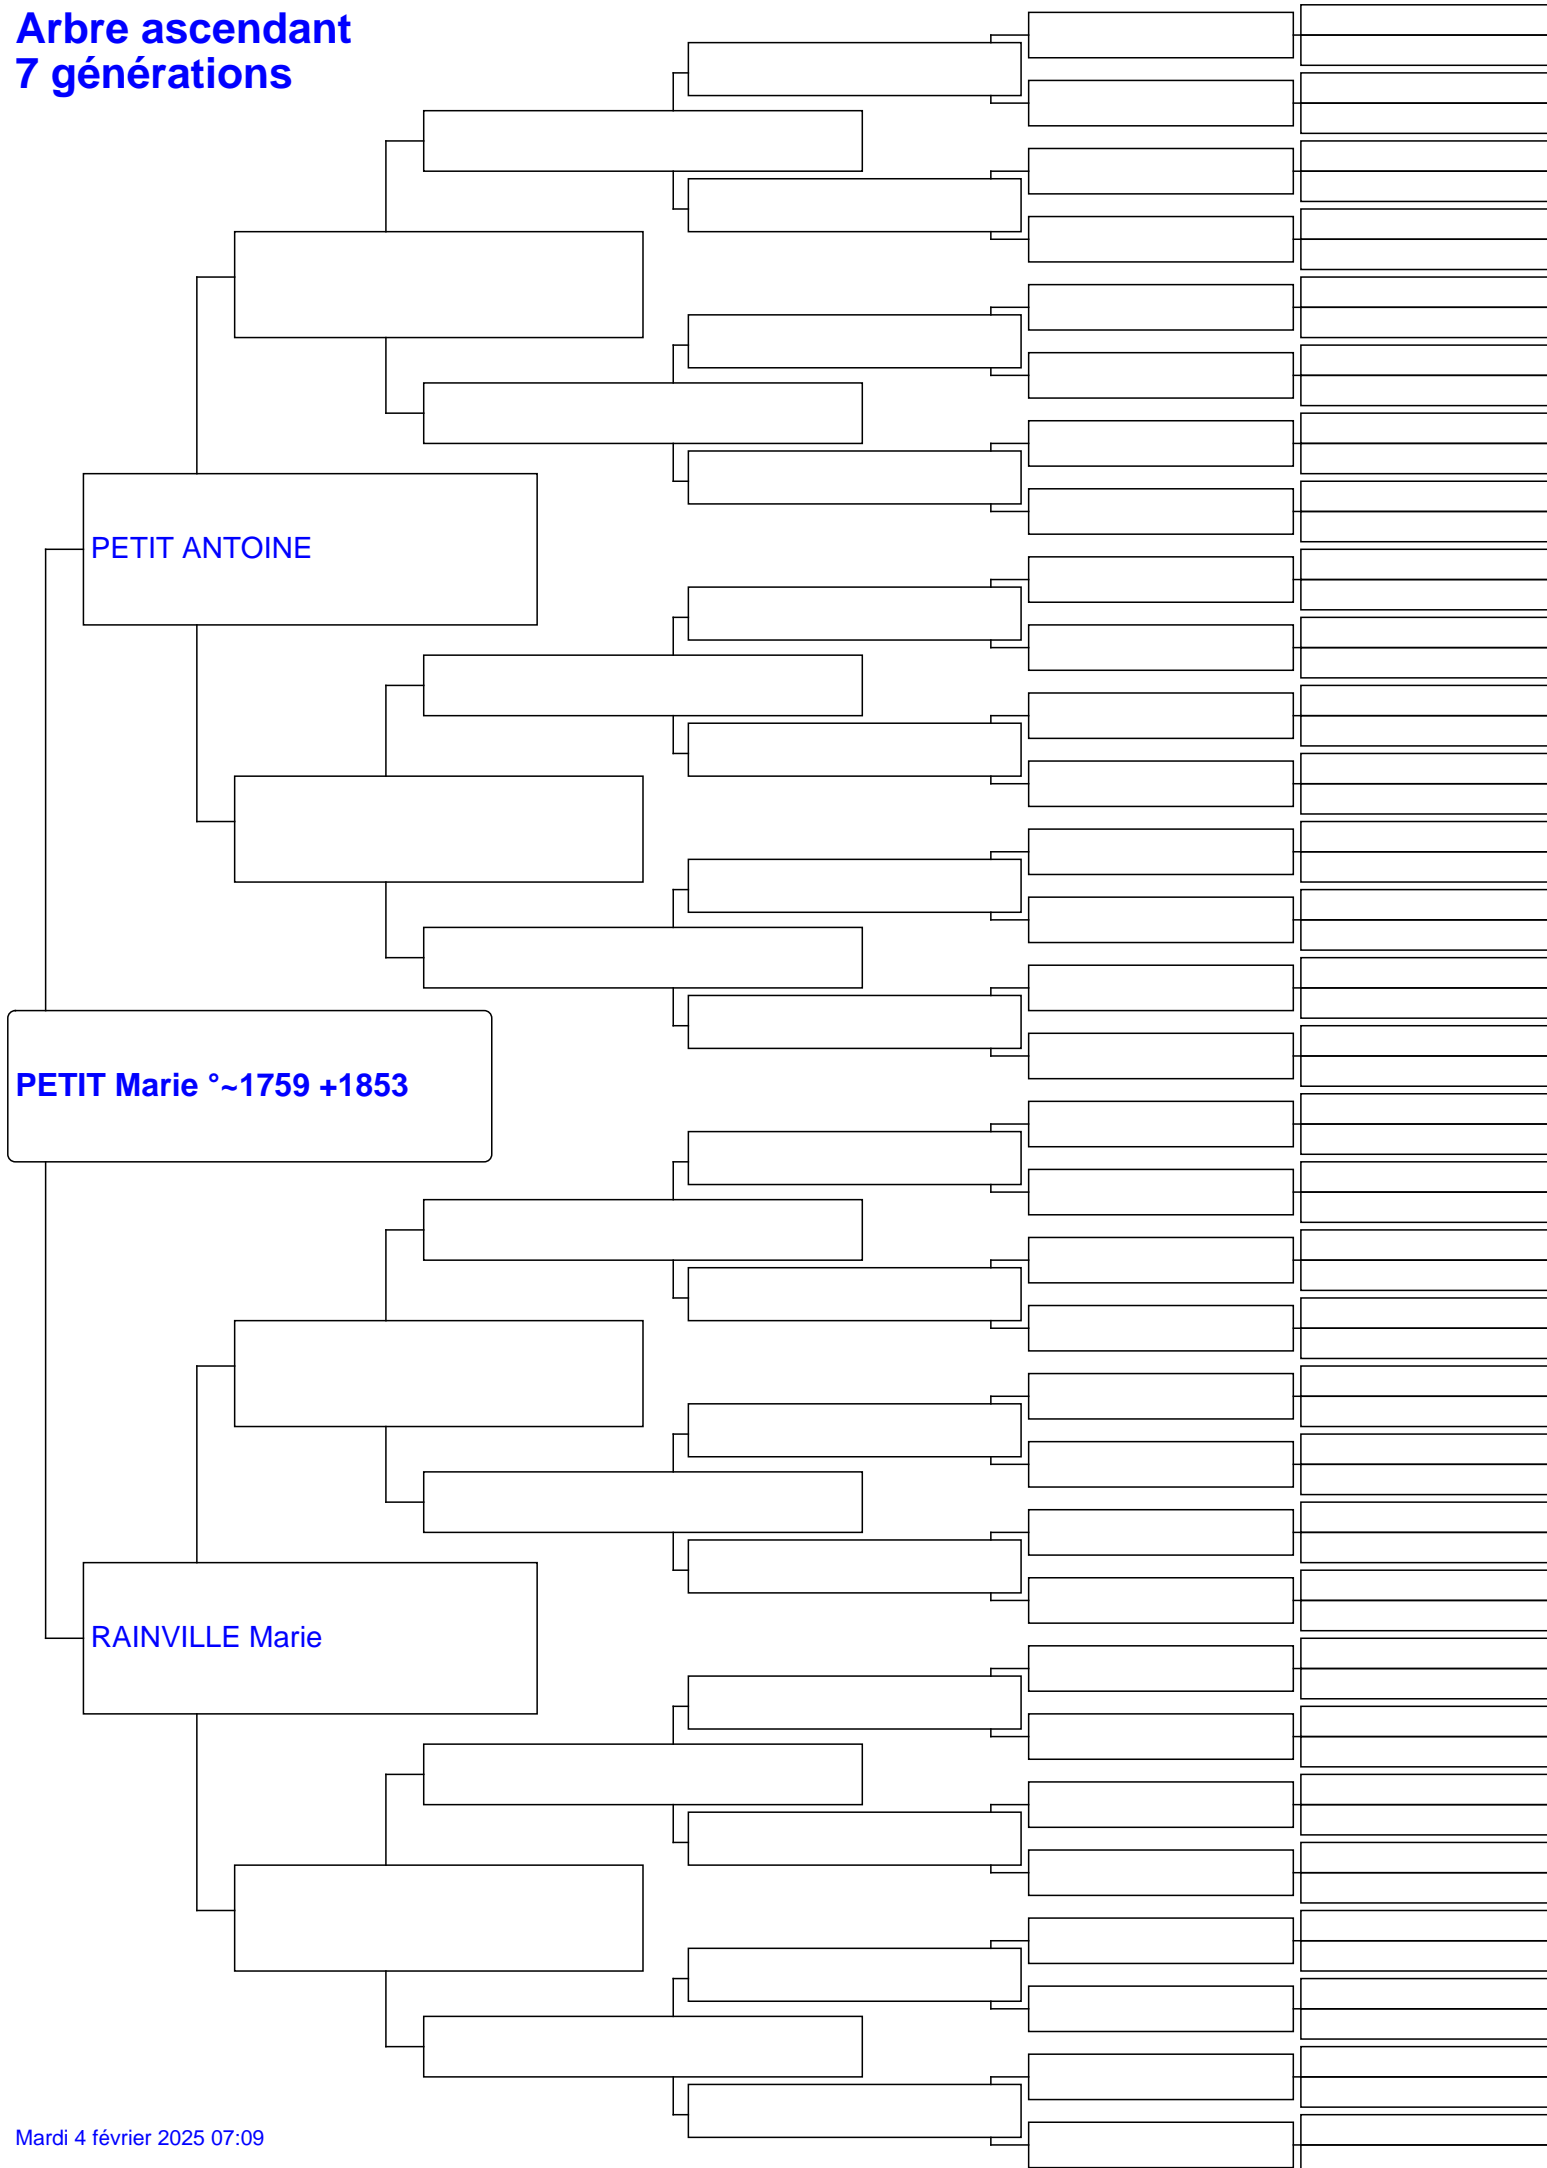 Arbre ascendant
7 générations
PETIT ANTOINE
PETIT Marie °~1759 +1853
RAINVILLE Marie
Mardi 4 février 2025 07:09